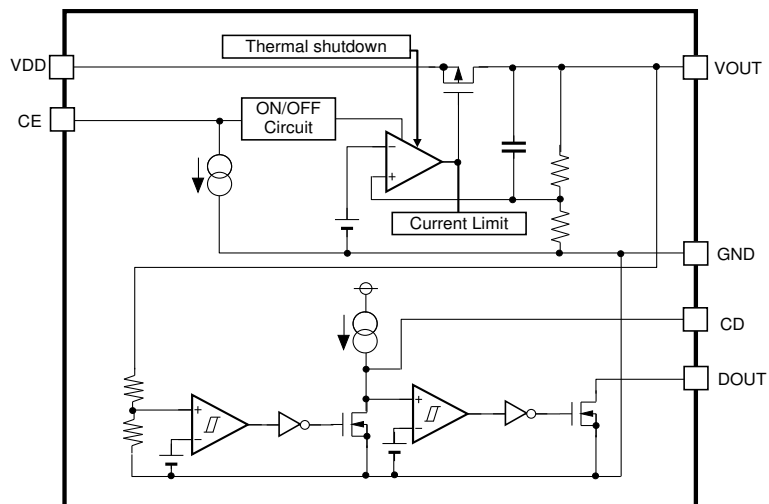 Thermal shutdown
VDD
VOUT
CE
ON/OFF
Circuit
−
+
Current Limit
GND
CD
DOUT
+
−
+
−